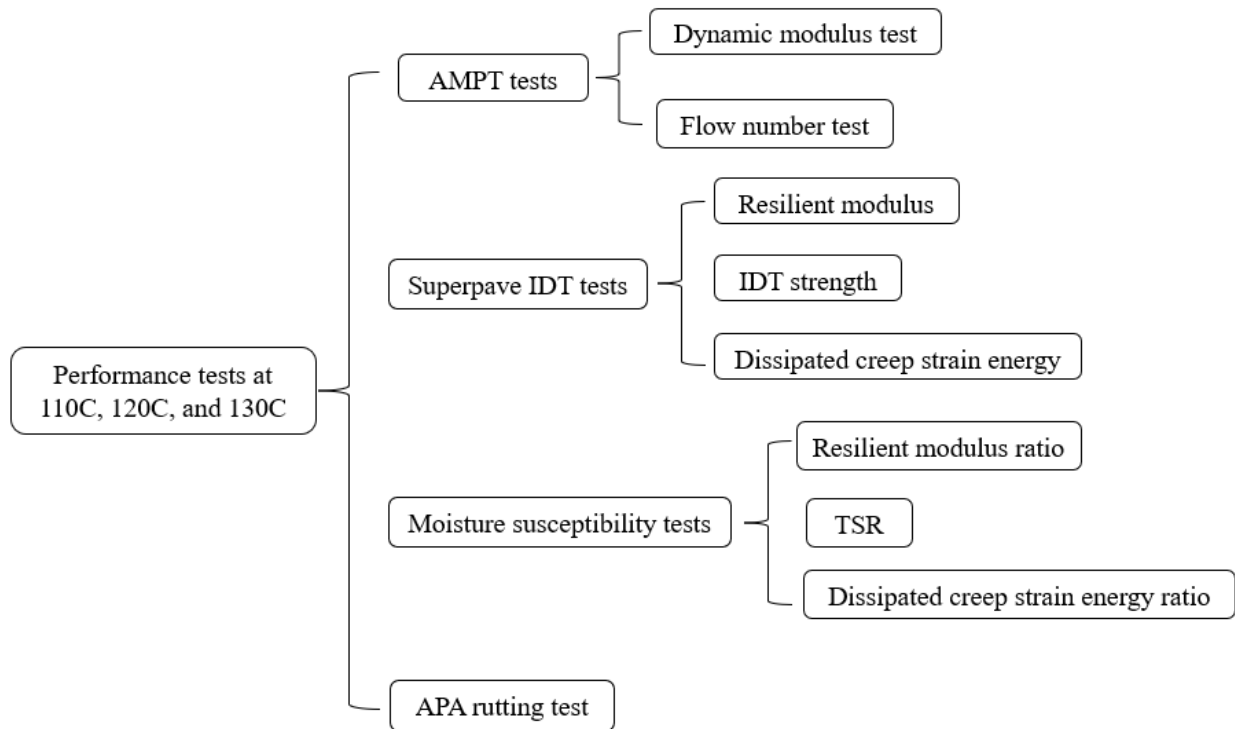 Performance tests at
110C, 120C, and 130C
AMPT tests
Dynamic modulus test
Flow number test
Superpave IDT tests
Resilient modulus
IDT strength
Dissipated creep strain energy
Moisture susceptibility tests
Resilient modulus ratio
TSR
Dissipated creep strain energy ratio
APA rutting test